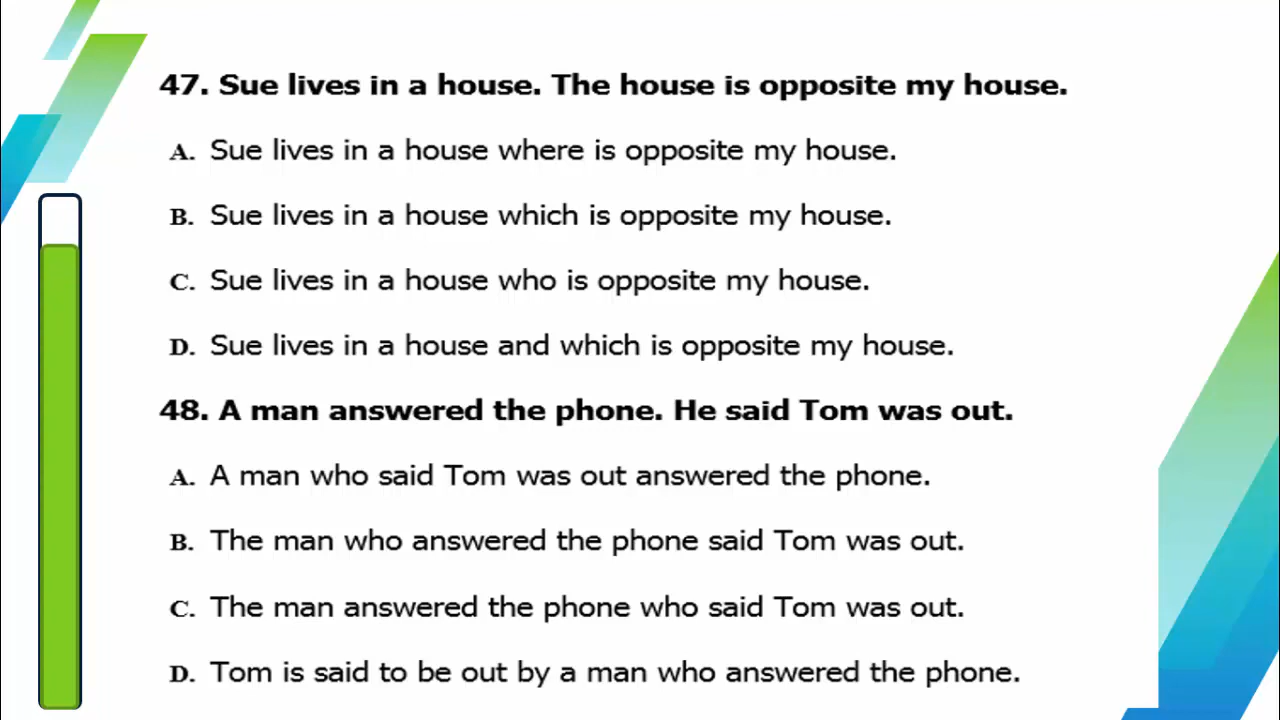 47. Sue lives in a house. The house is opposite my house.
A. Sue lives in a house where is opposite my house.
B. Sue lives in a house which is opposite my house.
C. Sue lives in a house who is opposite my house.
D. Sue lives in a house and which is opposite my house.
48. A man answered the phone. He said Tom was out.
A. A man who said Tom was out answered the phone.
B. The man who answered the phone said Tom was out.
C. The man answered the phone who said Tom was out.
D. Tom is said to be out by a man who answered the phone.